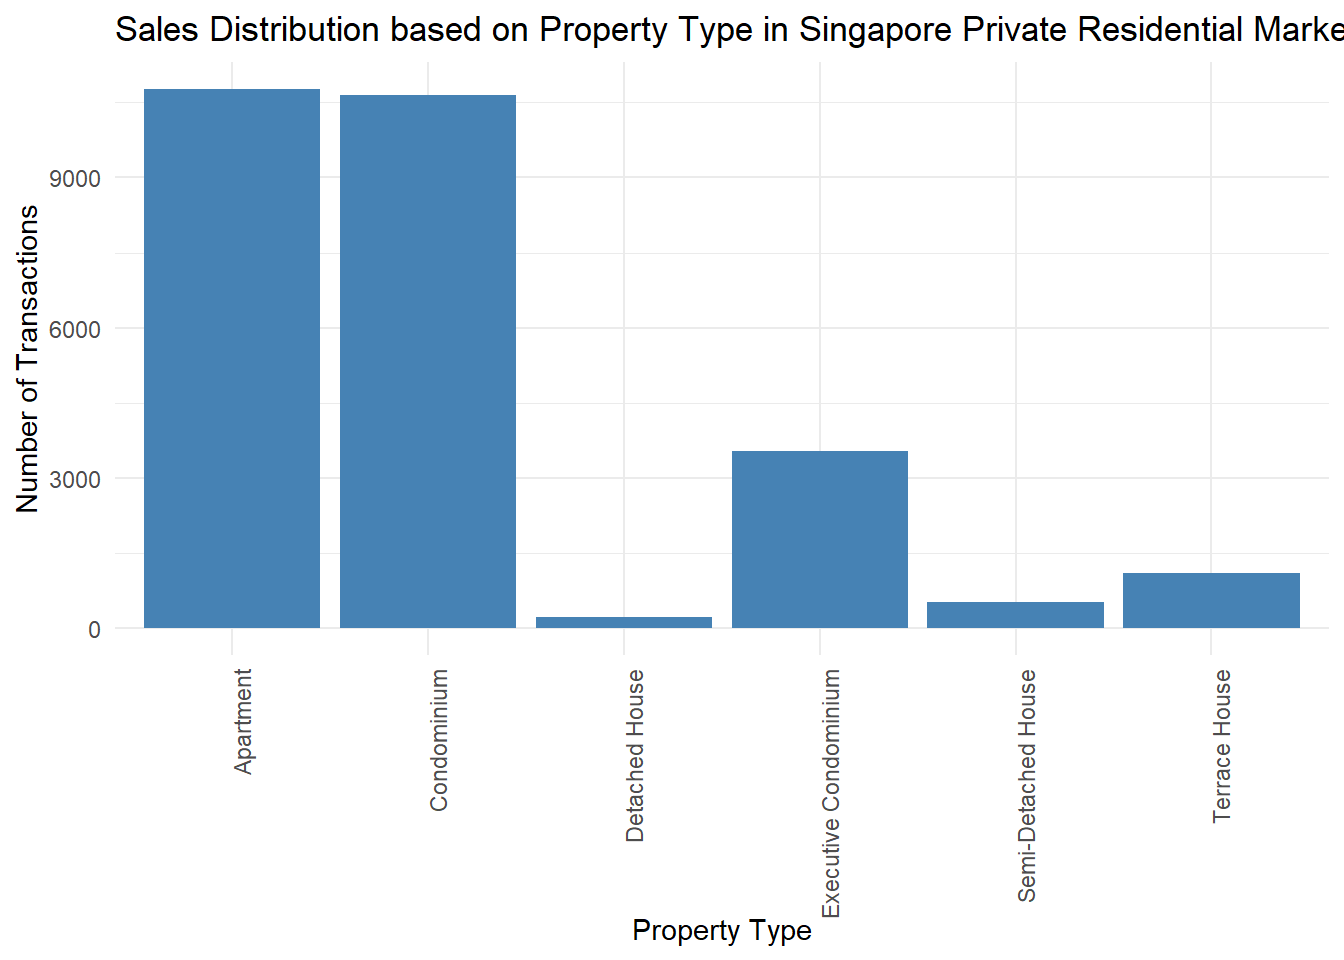 Sales Distribution based on Property Type in Singapore Private Residential Marke
Number of Transactions
9000
6000
3000
0
Apartment
Condominium
Detached House
Executive Condominium
Semi-Detached House
Terrace House
Property Type